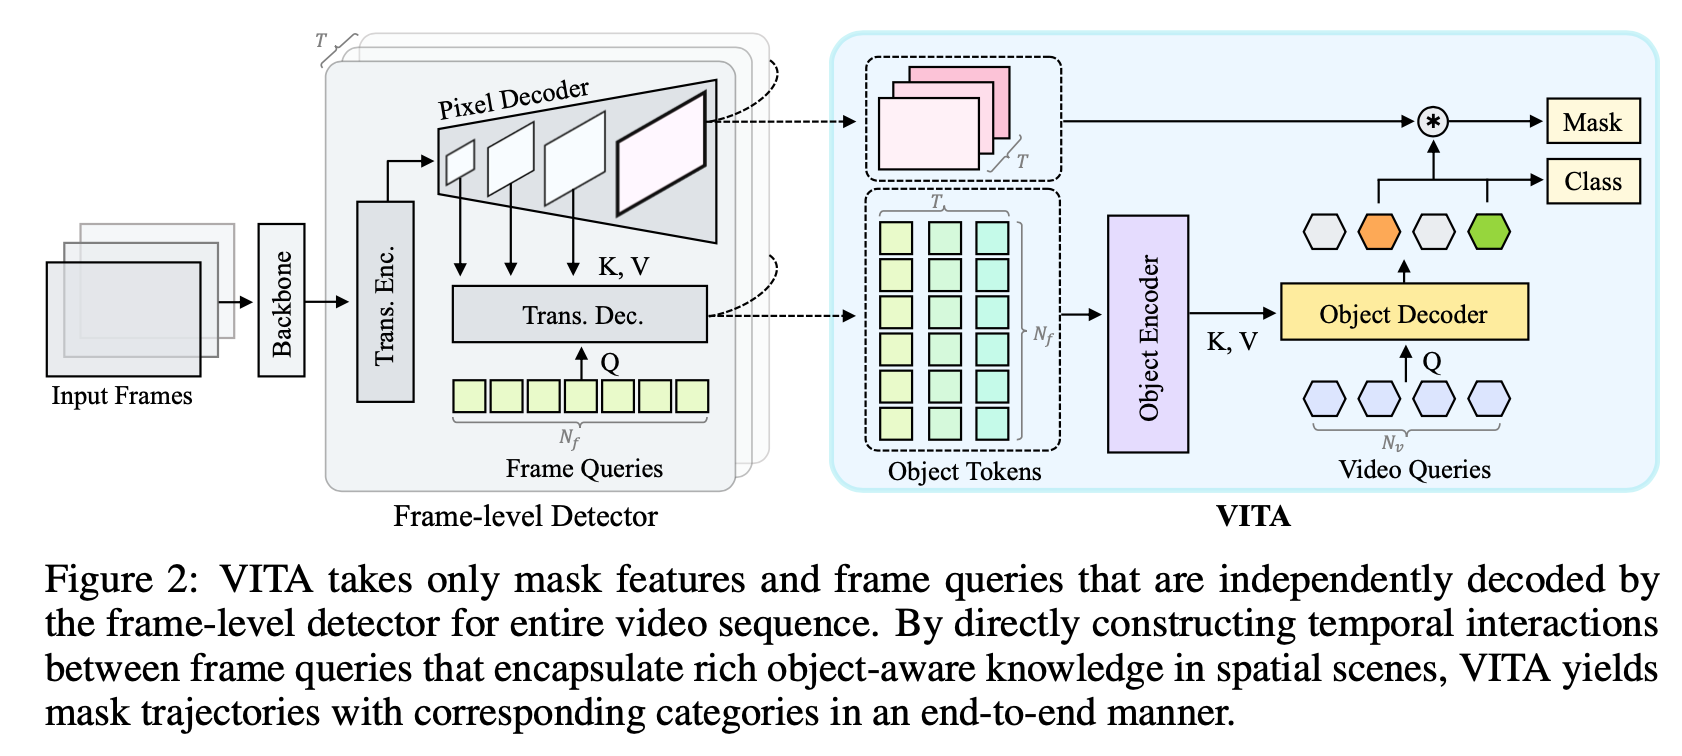 T
Pixel Decoder
K, V
Trans. Enc.
Trans. Dec.
Q
N_f
Frame Queries
Backbone
Input Frames
Frame-level Detector
T
T
N_f
Object Tokens
Object Encoder
K, V
Object Decoder
Q
N_v
Video Queries
*
Mask
Class
VITA
Figure 2: VITA takes only mask features and frame queries that are independently decoded by
the frame-level detector for entire video sequence. By directly constructing temporal interactions
between frame queries that encapsulate rich object-aware knowledge in spatial scenes, VITA yields
mask trajectories with corresponding categories in an end-to-end manner.